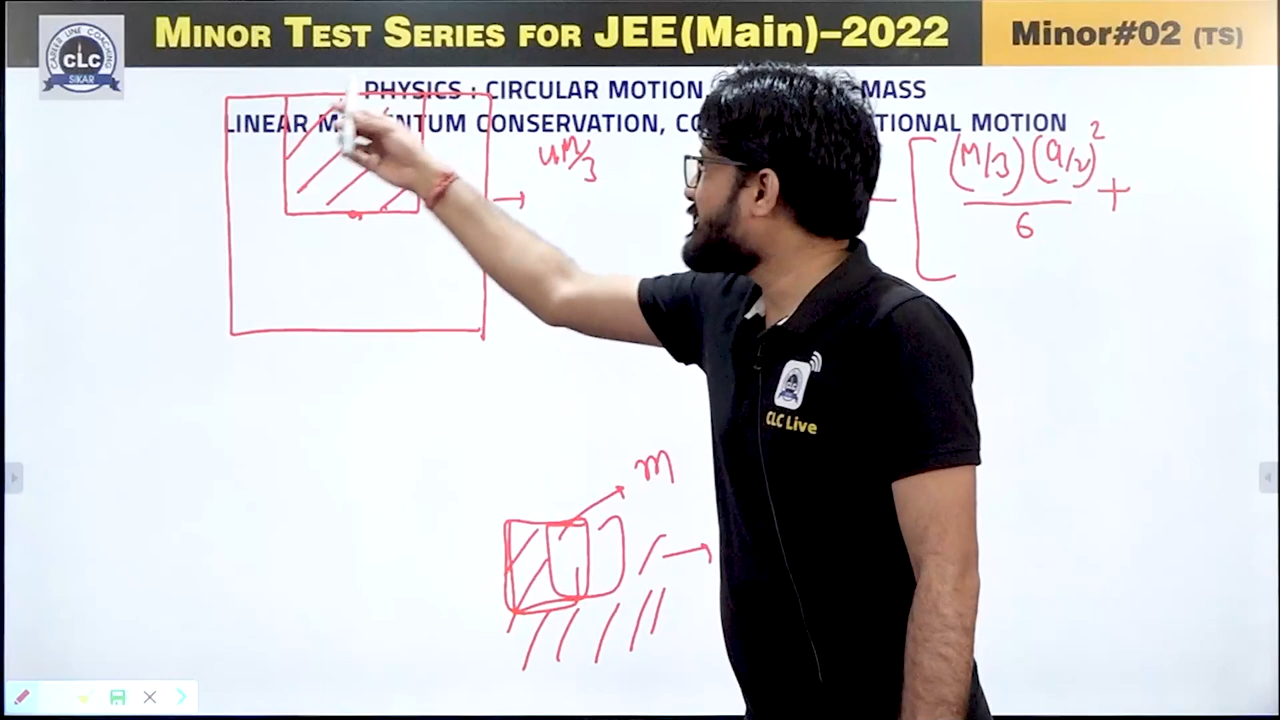 MINOR TEST SERIES FOR JEE(Main)–2022
Minor#02 (TS)
CAREER LINE COACHING
CLC
SIKAR
PHYSICS : CIRCULAR MOTION MASS
LINEAR M NTUM CONSERVATION, CO TIONAL MOTION
4M/3
- [ (M/3)(a/2)² / 6 +
m
CLC Live